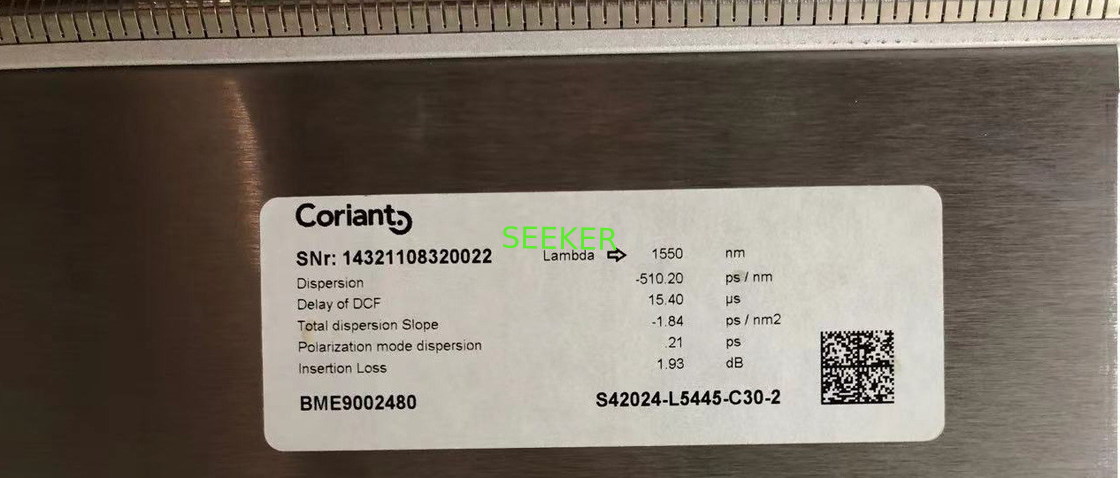 Coriant
SEEKER
SNr: 14321108320022 Lambda ⇨ 1550 nm
Dispersion -510.20 ps / nm
Delay of DCF 15.40 µs
Total dispersion Slope -1.84 ps / nm2
Polarization mode dispersion .21 ps
Insertion Loss 1.93 dB
BME9002480 S42024-L5445-C30-2